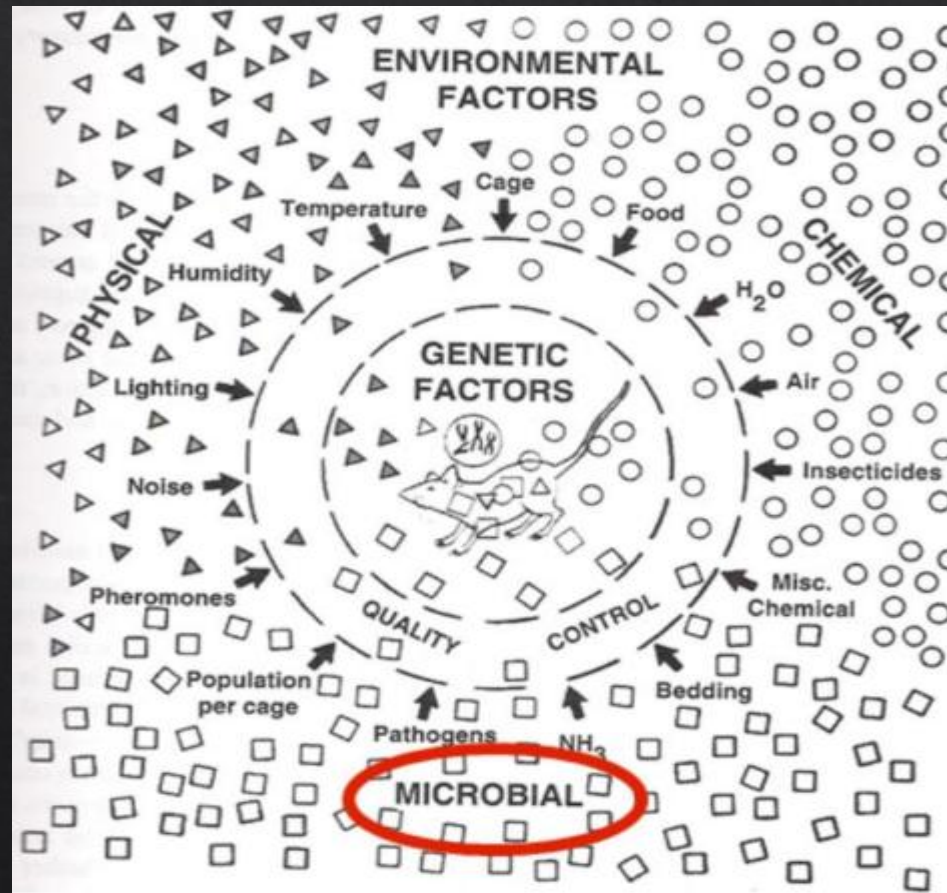 ENVIRONMENTAL
FACTORS
Cage
Temperature
Food
PHYSICAL
CHEMICAL
Humidity
H₂O
GENETIC
FACTORS
Lighting
Air
Noise
Insecticides
Pheromones
Misc.
Chemical
QUALITY
CONTROL
Population
per cage
Bedding
Pathogens
NH₃
MICROBIAL